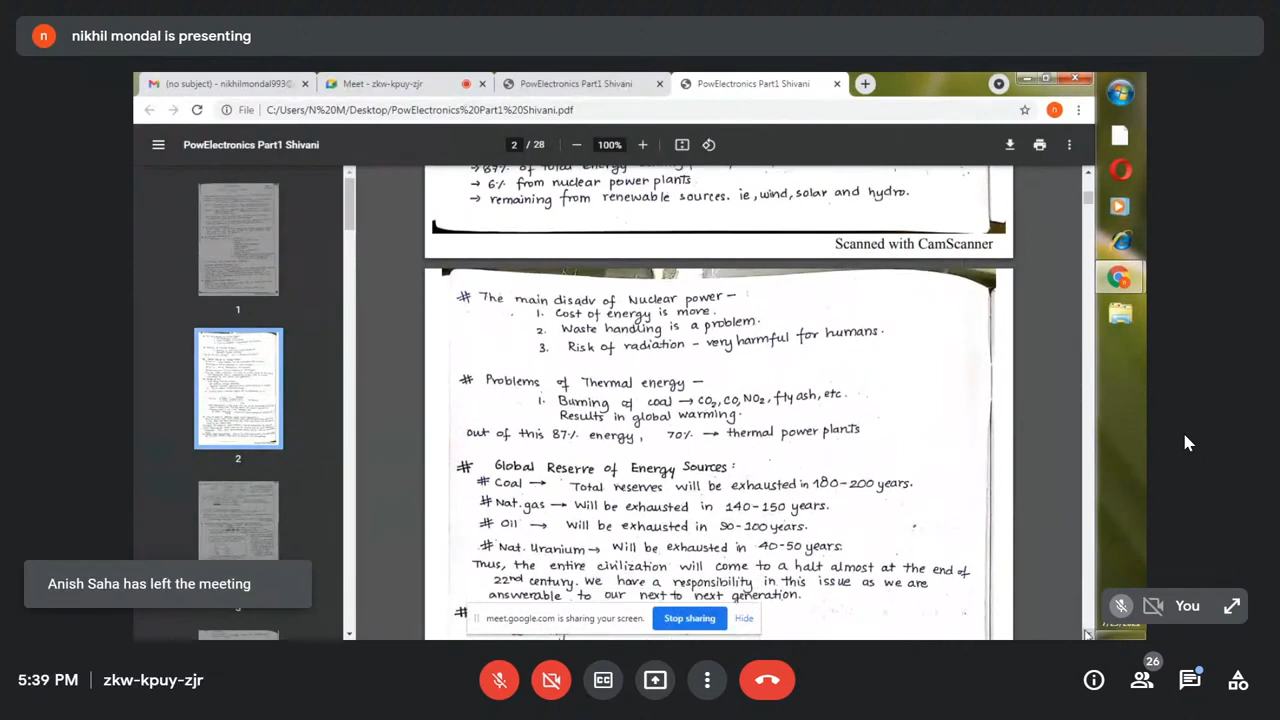 n nikhil mondal is presenting
(no subject) - nikhilmondal993@
Meet - zkw-kpuy-zjr
PowElectronics Part1 Shivani
PowElectronics Part1 Shivani
File C:/Users/N%20M/Desktop/PowElectronics%20Part1%20Shivani.pdf
n
PowElectronics Part1 Shivani
2 / 28
100%
→ 87% of Total Energy
→ 6% from nuclear power plants
→ remaining from renewable sources. ie, wind, solar and hydro.
Scanned with CamScanner
# The main disadv of Nuclear power -
1. Cost of energy is more.
2. Waste handling is a problem.
3. Risk of radiation - very harmful for humans.
# Problems of Thermal energy -
1. Burning of coal → CO2, CO, NO2, fly ash, etc.
Results in global warming.
out of this 87% energy, 70% → thermal power plants
# Global Reserve of Energy Sources:
# Coal → Total reserves will be exhausted in 180-200 years.
# Nat. gas → Will be exhausted in 140-150 years.
# Oil → Will be exhausted in 90-100 years.
# Nat. Uranium → Will be exhausted in 40-50 years.
Thus, the entire civilization will come to a halt almost at the end of
22nd century. We have a responsibility in this issue as we are
answerable to our next to next generation.
#
1
2
meet.google.com is sharing your screen. Stop sharing Hide
Anish Saha has left the meeting
You
5:39 PM zkw-kpuy-zjr
26